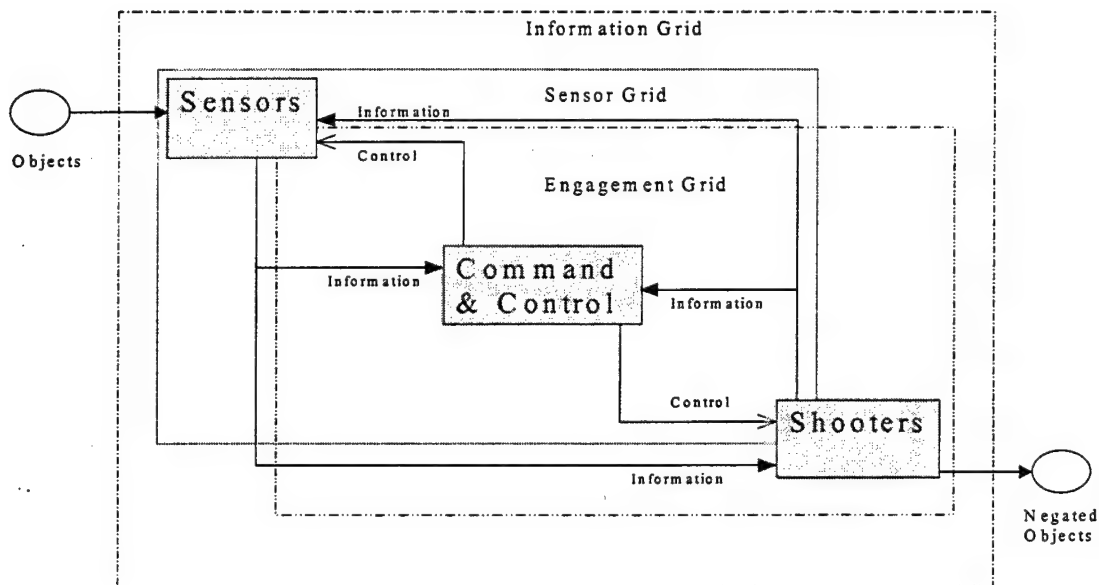 Information Grid
Sensors
Sensor Grid
Information
Objects
Control
Engagement Grid
Command
& Control
Information
Information
Control
Shooters
Information
Negated
Objects